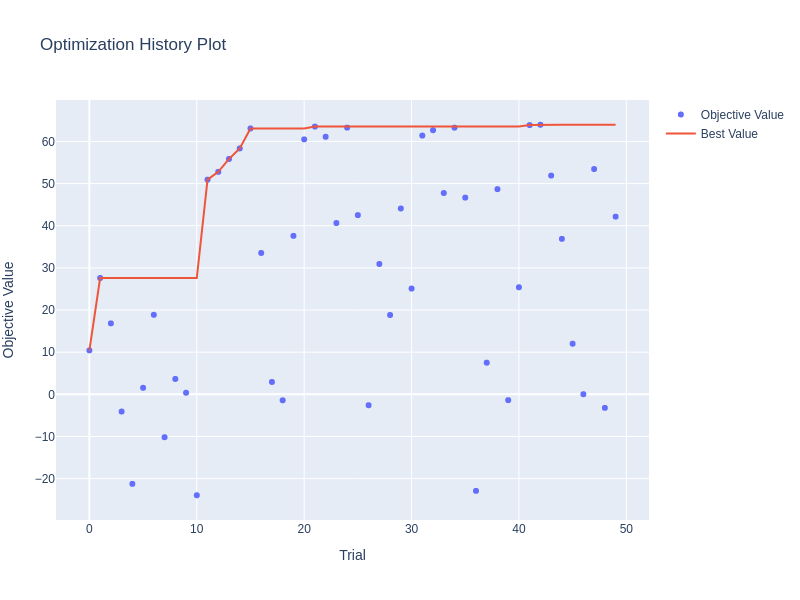 Optimization History Plot
Objective Value
Best Value
60
50
40
30
20
10
0
−10
−20
Objective Value
0 10 20 30 40 50
Trial